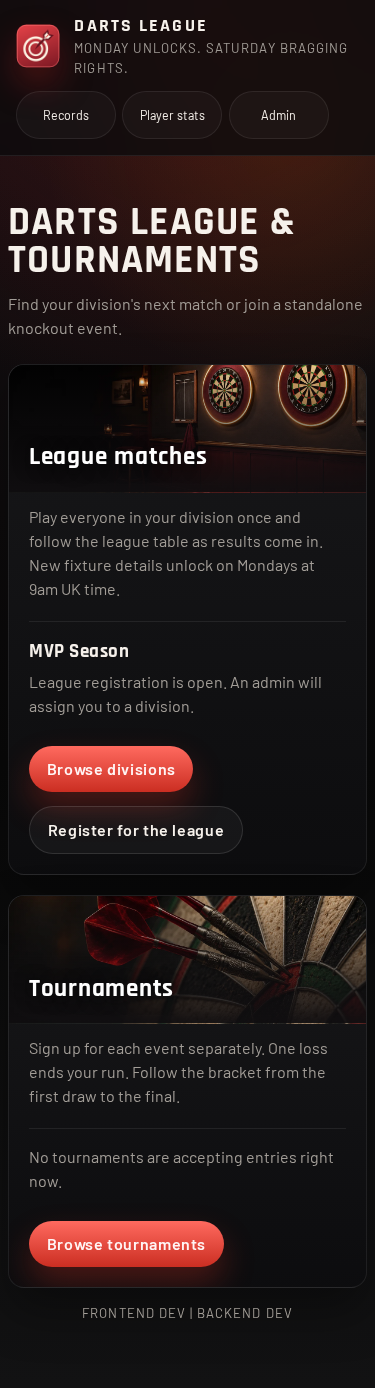 DARTS LEAGUE
MONDAY UNLOCKS. SATURDAY BRAGGING
RIGHTS.
Records
Player stats
Admin
DARTS LEAGUE &
TOURNAMENTS
Find your division's next match or join a standalone
knockout event.
League matches
Play everyone in your division once and
follow the league table as results come in.
New fixture details unlock on Mondays at
9am UK time.
MVP Season
League registration is open. An admin will
assign you to a division.
Browse divisions
Register for the league
Tournaments
Sign up for each event separately. One loss
ends your run. Follow the bracket from the
first draw to the final.
No tournaments are accepting entries right
now.
Browse tournaments
FRONTEND DEV | BACKEND DEV